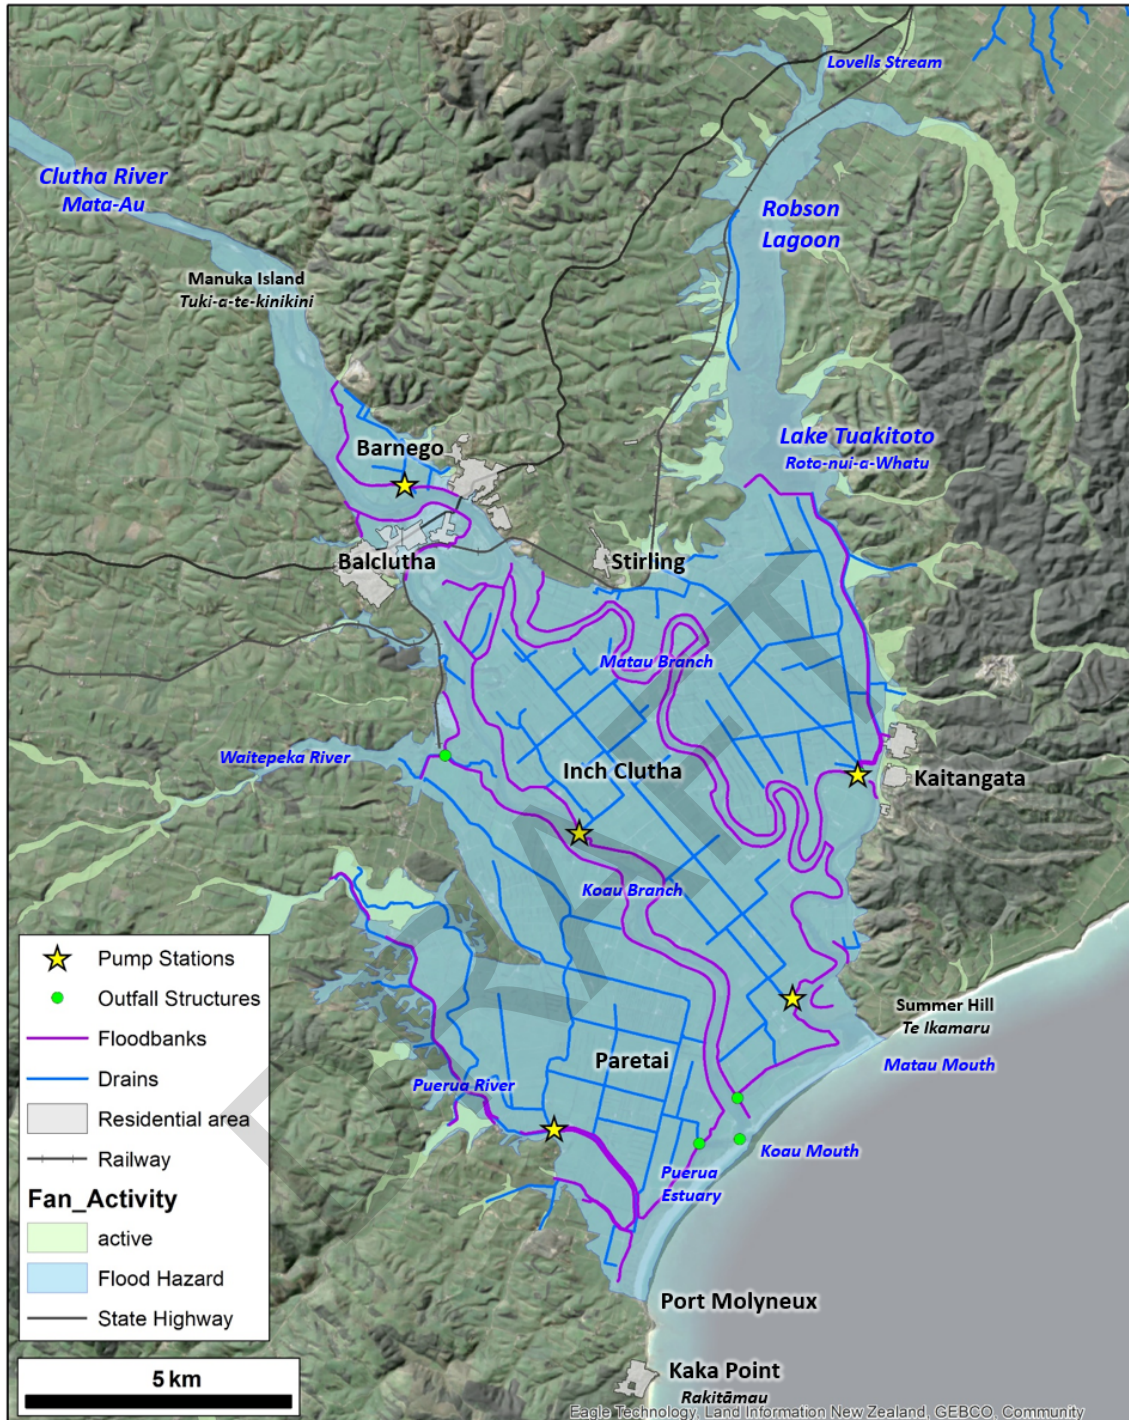 Lovells Stream
Clutha River
Mata-Au
Robson
Lagoon
Manuka Island
Tuki-a-te-kinikini
Barnego
Lake Tuakitoto
Roto-nui-a-Whatu
Balclutha
Stirling
Matau Branch
Waitepeka River
Inch Clutha
Kaitangata
Koau Branch
Summer Hill
Te Ikamaru
Matau Mouth
Paretai
Puerua River
Koau Mouth
Puerua
Estuary
Port Molyneux
Kaka Point
Rakitāmau
DRAFT
Pump Stations
Outfall Structures
Floodbanks
Drains
Residential area
Railway
Fan_Activity
active
Flood Hazard
State Highway
5 km
Eagle Technology, Land Information New Zealand, GEBCO, Community